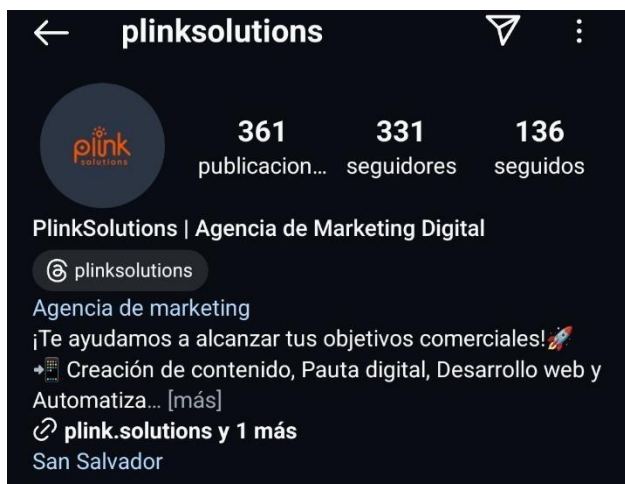 plinksolutions
plink
solutions
361 331 136
publicacion... seguidores seguidos
PlinkSolutions | Agencia de Marketing Digital
plinksolutions
Agencia de marketing
¡Te ayudamos a alcanzar tus objetivos comerciales!🚀
📲 Creación de contenido, Pauta digital, Desarrollo web y
Automatiza... [más]
plink.solutions y 1 más
San Salvador